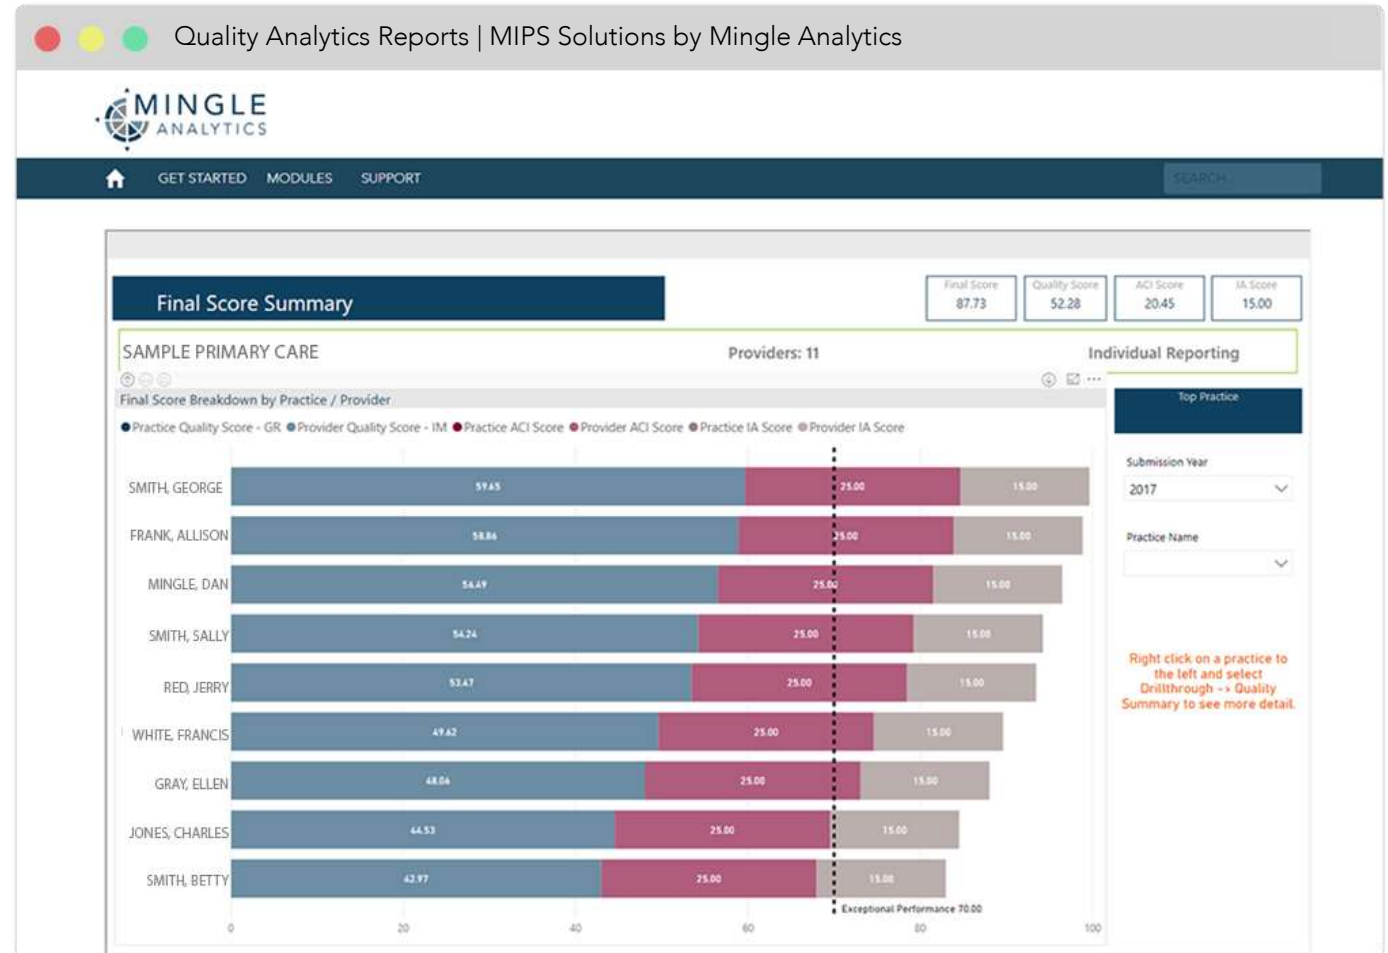 Quality Analytics Reports | MIPS Solutions by Mingle Analytics
MINGLE
ANALYTICS
GET STARTED MODULES SUPPORT
SEARCH...
Final Score Summary
Final Score Quality Score ACI Score IA Score
87.73 52.28 20.45 15.00
SAMPLE PRIMARY CARE Providers: 11 Individual Reporting
Final Score Breakdown by Practice / Provider
Practice Quality Score - GR Provider Quality Score - IM Practice ACI Score Provider ACI Score Practice IA Score Provider IA Score
SMITH, GEORGE 59.65 25.00 15.00
FRANK, ALLISON 58.86 25.00 15.00
MINGLE, DAN 56.49 25.00 15.00
SMITH, SALLY 54.24 25.00 15.00
RED, JERRY 53.47 25.00 15.00
WHITE, FRANCIS 49.62 25.00 15.00
GRAY, ELLEN 48.06 25.00 15.00
JONES, CHARLES 44.53 25.00 15.00
SMITH, BETTY 42.97 25.00 15.00
Exceptional Performance 70.00
0 20 40 60 80 100
Top Practice
Submission Year
2017
Practice Name
Right click on a practice to
the left and select
Drillthrough -> Quality
Summary to see more detail.